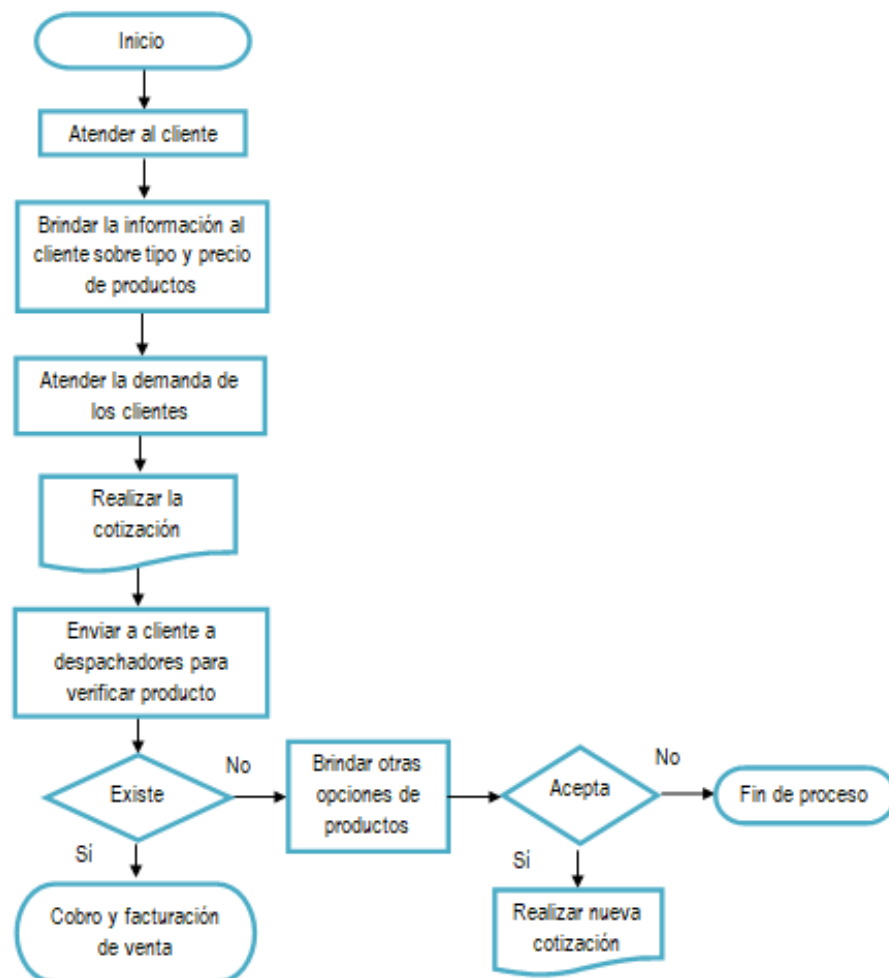 Inicio
Atender al cliente
Brindar la información al
cliente sobre tipo y precio
de productos
Atender la demanda de
los clientes
Realizar la
cotización
Enviar a cliente a
despachadores para
verificar producto
Existe
No
Brindar otras
opciones de
productos
Acepta
No
Fin de proceso
Sí
Cobro y facturación
de venta
Sí
Realizar nueva
cotización